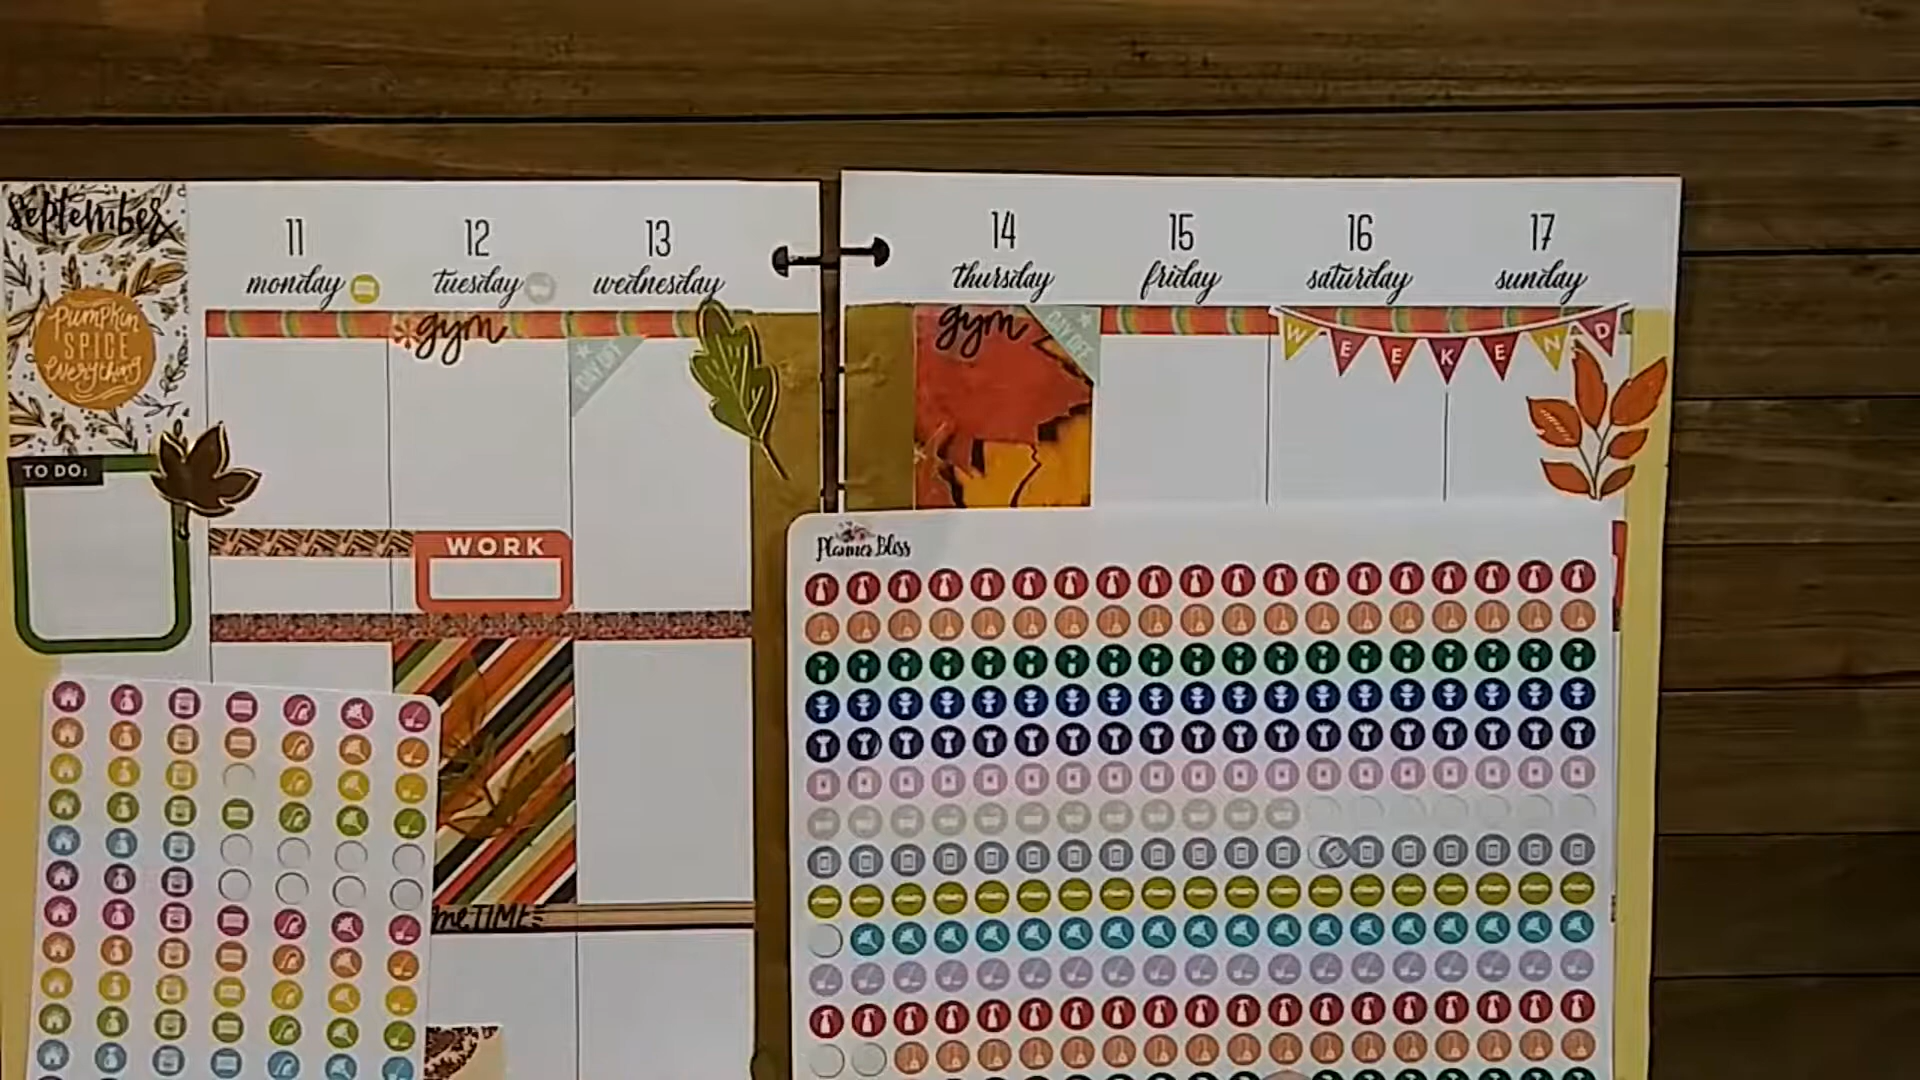 september
pumpkin
SPICE
everything
TO DO:
11
monday
12
tuesday
13
wednesday
gym
DAY OFF
WORK
me TIME
14
thursday
15
friday
16
saturday
17
sunday
gym
DAY OFF
WEEKEND
Planner Bliss